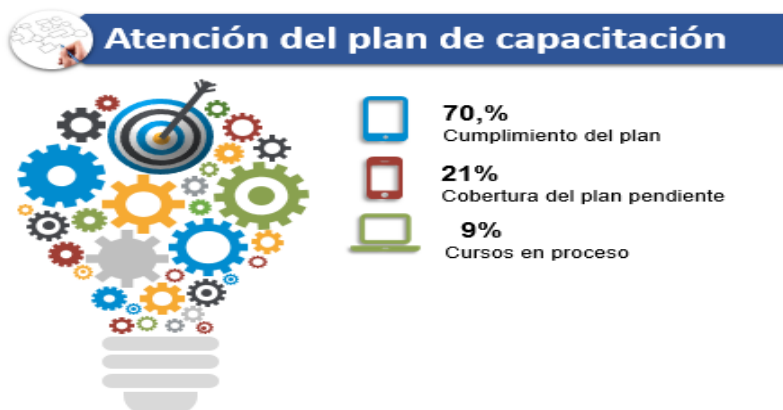 Atención del plan de capacitación
70,%
Cumplimiento del plan
21%
Cobertura del plan pendiente
9%
Cursos en proceso